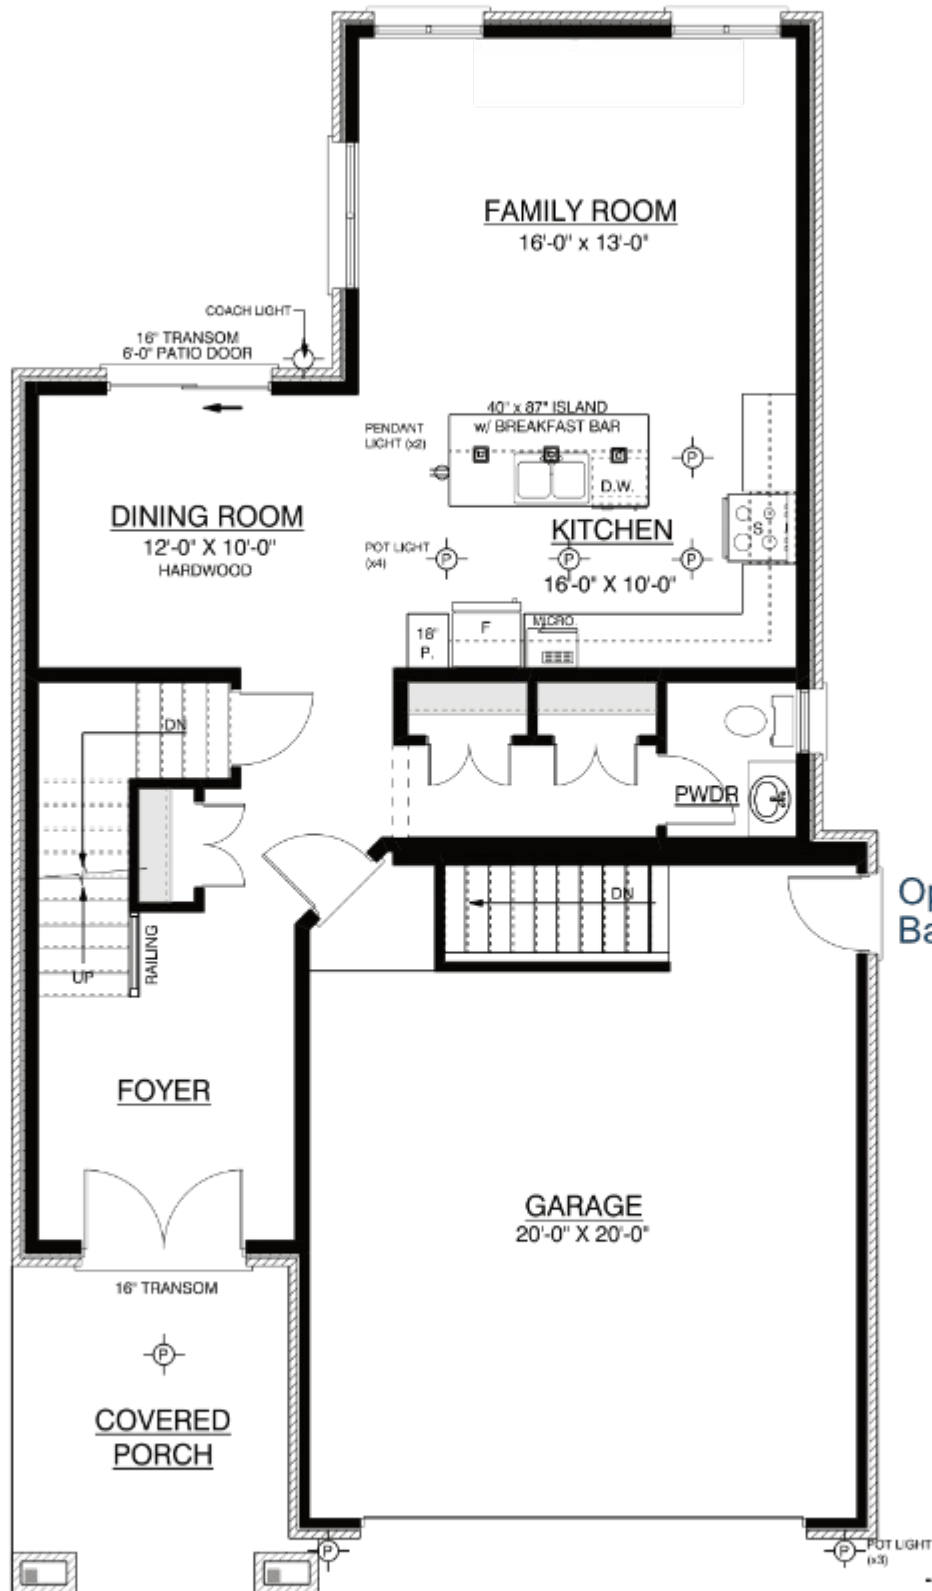 FAMILY ROOM
16'-0" x 13'-0"
COACH LIGHT
16" TRANSOM
6'-0" PATIO DOOR
40" x 87" ISLAND
w/ BREAKFAST BAR
PENDANT
LIGHT (x2)
P
D.W.
DINING ROOM
12'-0" X 10'-0"
HARDWOOD
KITCHEN
16'-0" X 10'-0"
S
POT LIGHT
(x4)
P
P
P
18"
P.
F
MICRO.
DN
PWDR
DN
RAILING
UP
Op
Ba
FOYER
GARAGE
20'-0" X 20'-0"
16" TRANSOM
P
COVERED
PORCH
P
P
POT LIGHT
(x3)